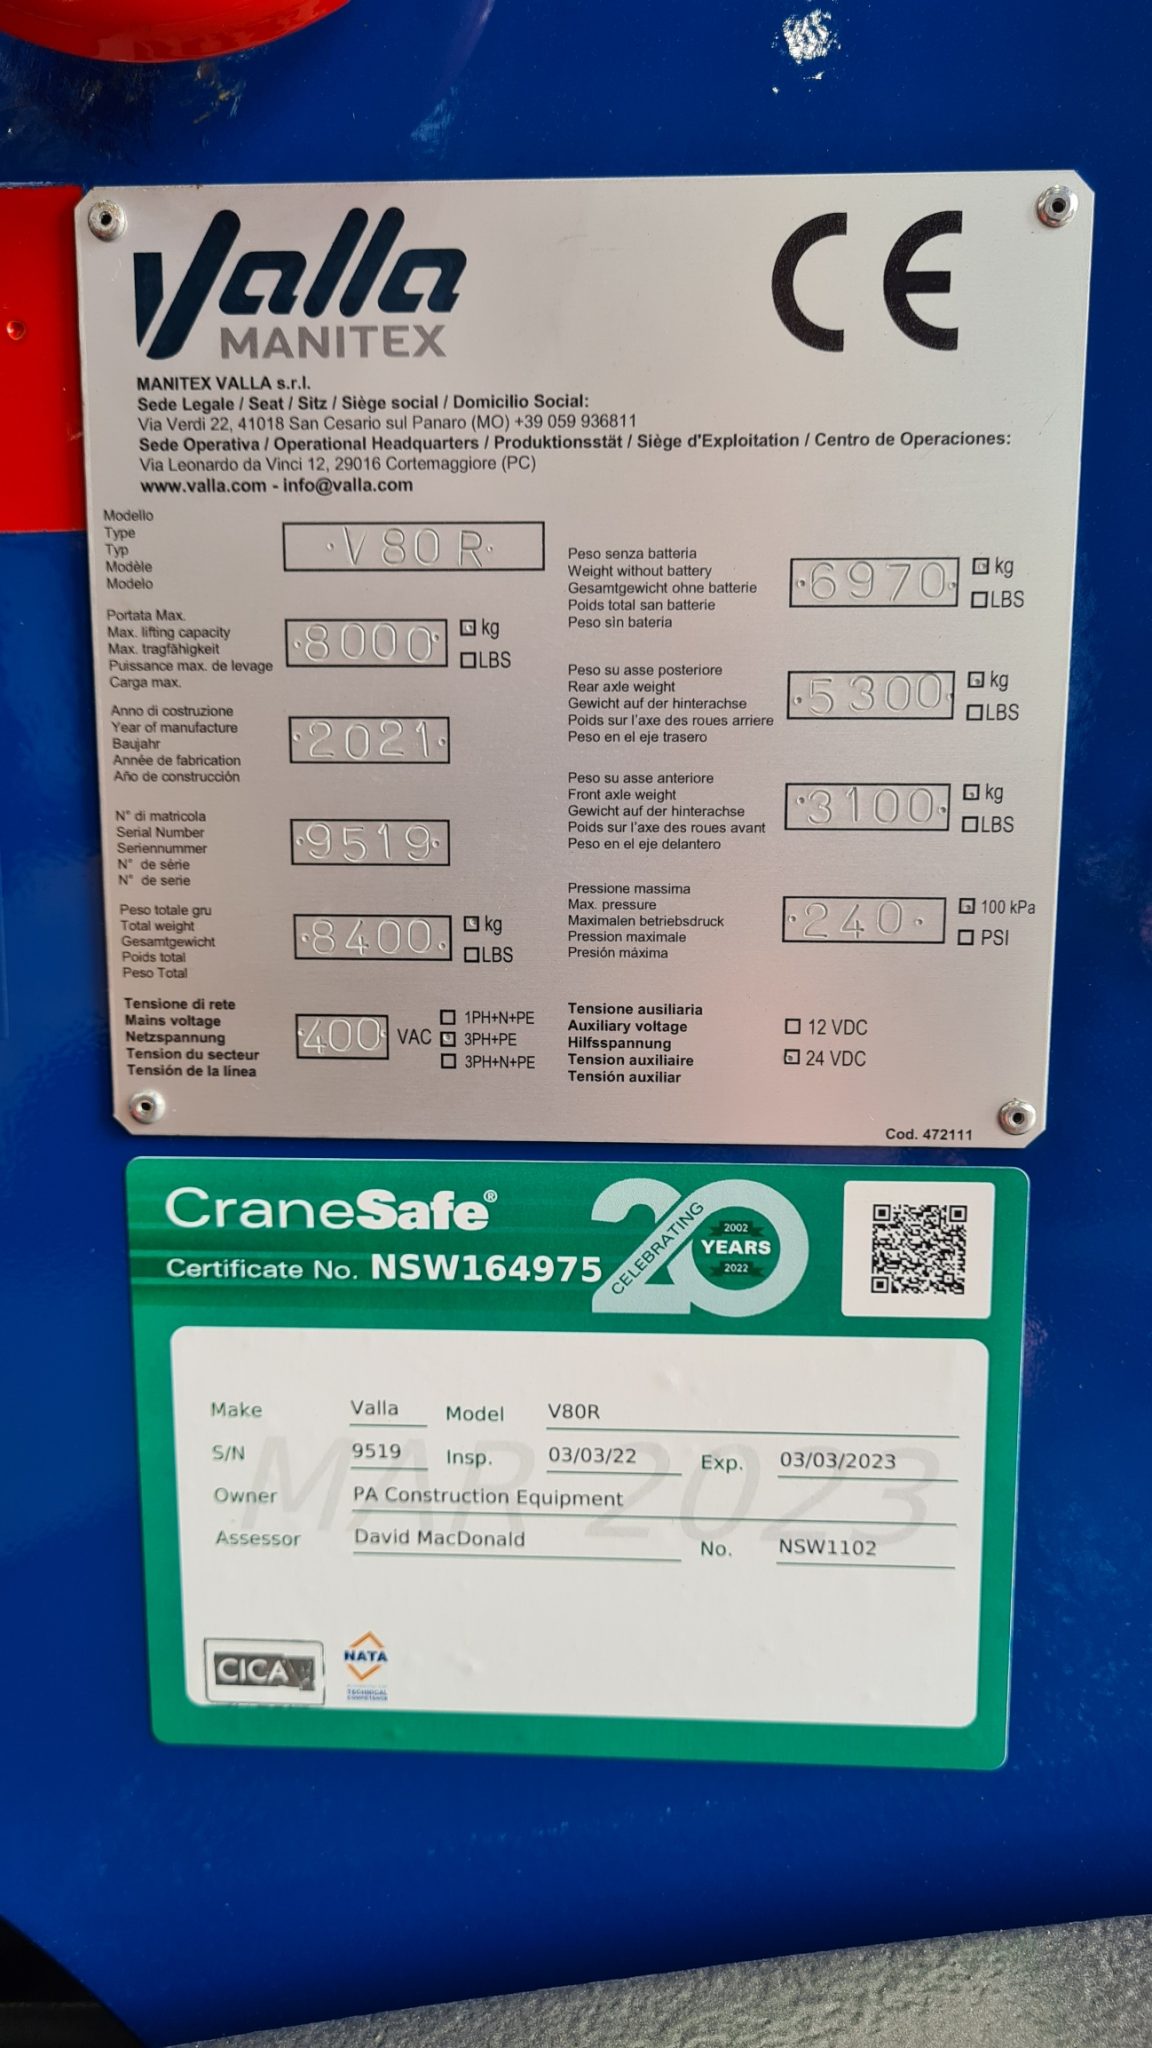 Valla
MANITEX
CE
MANITEX VALLA s.r.l.
Sede Legale / Seat / Sitz / Siège social / Domicilio Social:
Via Verdi 22, 41018 San Cesario sul Panaro (MO) +39 059 936811
Sede Operativa / Operational Headquarters / Produktionsstät / Siège d'Exploitation / Centro de Operaciones:
Via Leonardo da Vinci 12, 29016 Cortemaggiore (PC)
www.valla.com - info@valla.com
Modello
Type
Typ
Modèle
Modelo
V80R
Portata Max.
Max. lifting capacity
Max. tragfähigkeit
Puissance max. de levage
Carga max.
8000
kg
LBS
Anno di costruzione
Year of manufacture
Baujahr
Année de fabrication
Año de construcción
2021
N° di matricola
Serial Number
Seriennummer
N° de série
N° de serie
9519
Peso totale gru
Total weight
Gesamtgewicht
Poids total
Peso Total
8400
kg
LBS
Tensione di rete
Mains voltage
Netzspannung
Tension du secteur
Tensión de la línea
400 VAC
1PH+N+PE
3PH+PE
3PH+N+PE
Peso senza batteria
Weight without battery
Gesamtgewicht ohne batterie
Poids total san batterie
Peso sin bateria
6970
kg
LBS
Peso su asse posteriore
Rear axle weight
Gewicht auf der hinterachse
Poids sur l'axe des roues arriere
Peso en el eje trasero
5300
kg
LBS
Peso su asse anteriore
Front axle weight
Gewicht auf der hinterachse
Poids sur l'axe des roues avant
Peso en el eje delantero
3100
kg
LBS
Pressione massima
Max. pressure
Maximalen betriebsdruck
Pression maximale
Presión máxima
240
100 kPa
PSI
Tensione ausiliaria
Auxiliary voltage
Hilfsspannung
Tension auxiliaire
Tensión auxiliar
12 VDC
24 VDC
Cod. 472111
CraneSafe®
Certificate No. NSW164975
CELEBRATING
20
2002
YEARS
2022
Make Valla Model V80R
S/N 9519 Insp. 03/03/22 Exp. 03/03/2023
MAR 2023
Owner PA Construction Equipment
Assessor David MacDonald No. NSW1102
CICA
NATA